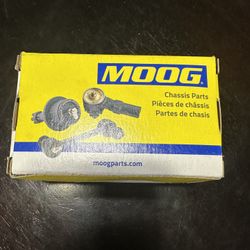 MOOG
Chassis Parts
Pièces de châssis
Partes de chasis
moogparts.com